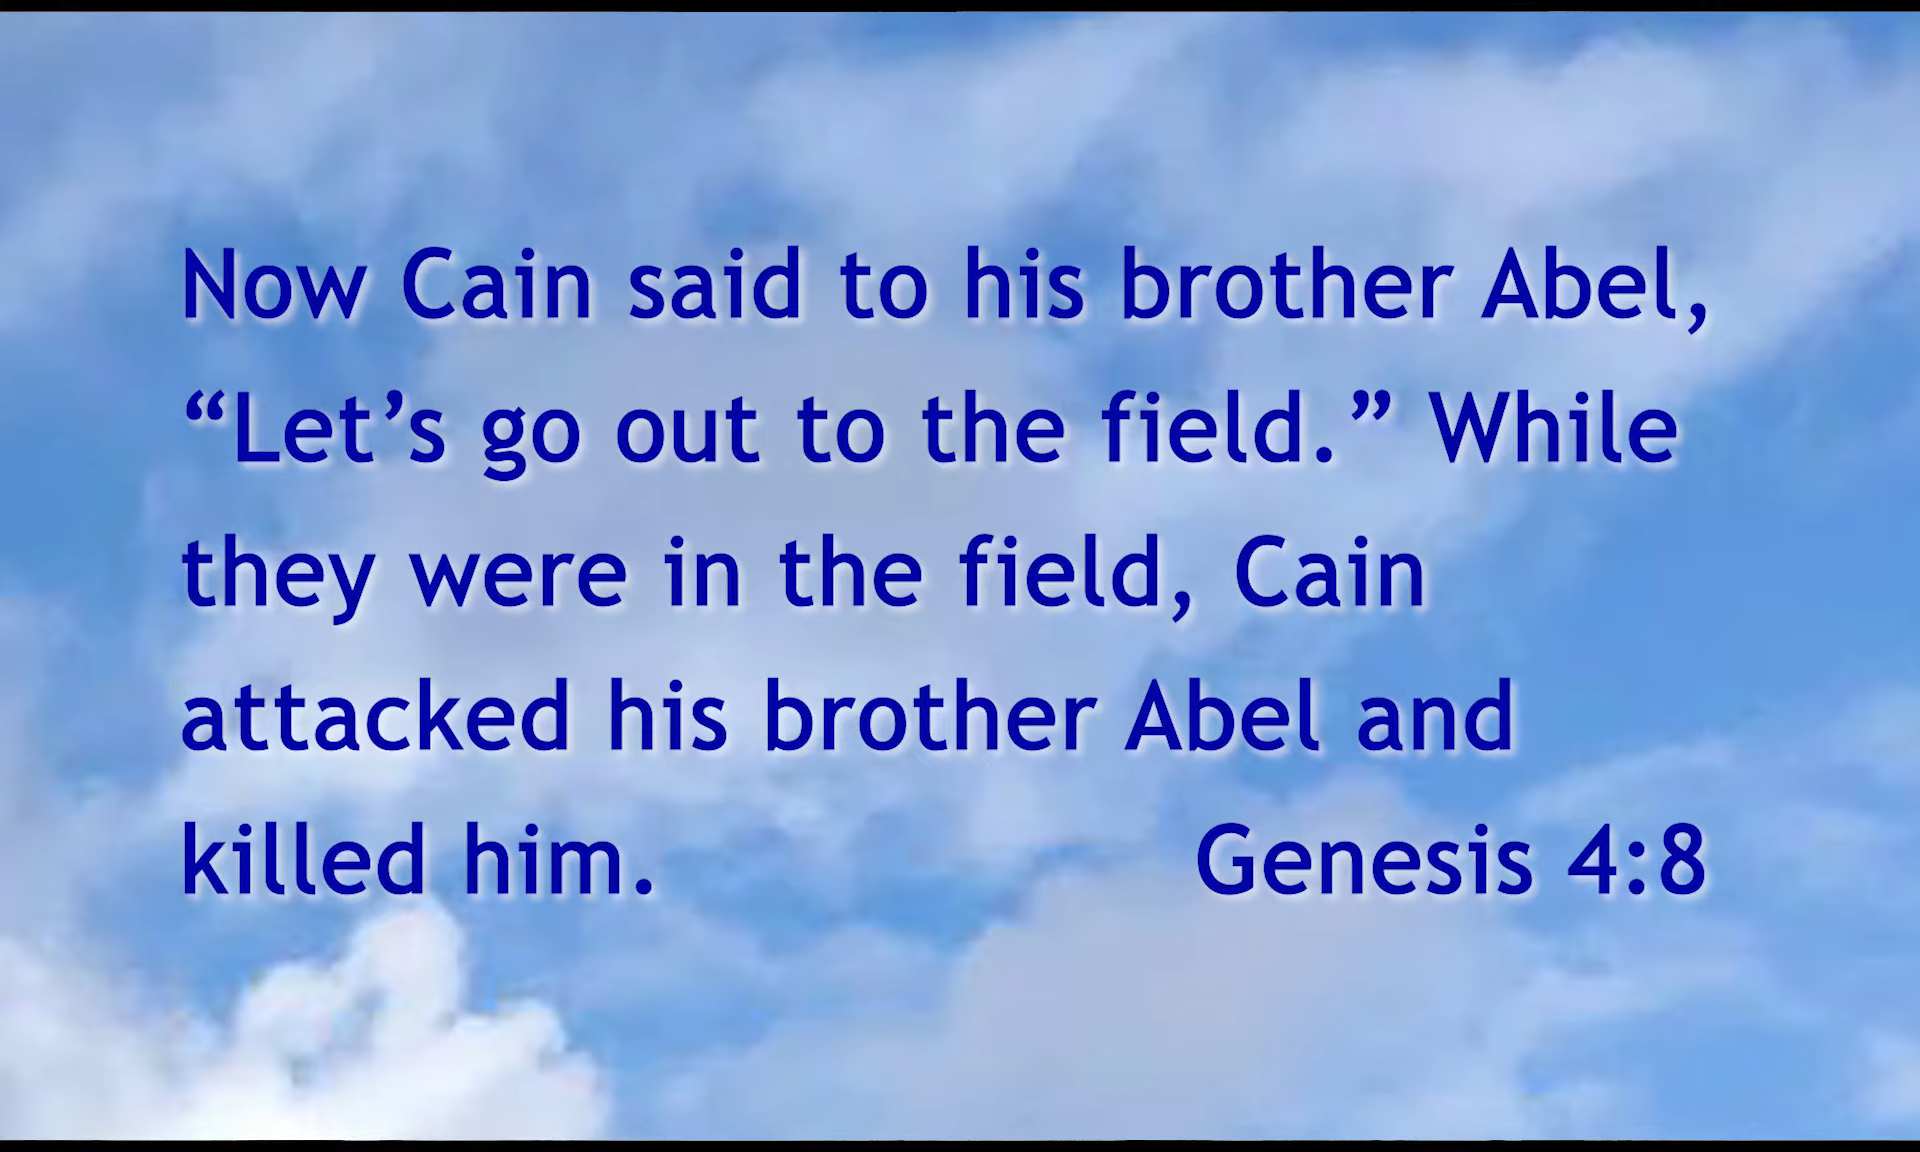 Now Cain said to his brother Abel,
“Let’s go out to the field.” While
they were in the field, Cain
attacked his brother Abel and
killed him. Genesis 4:8